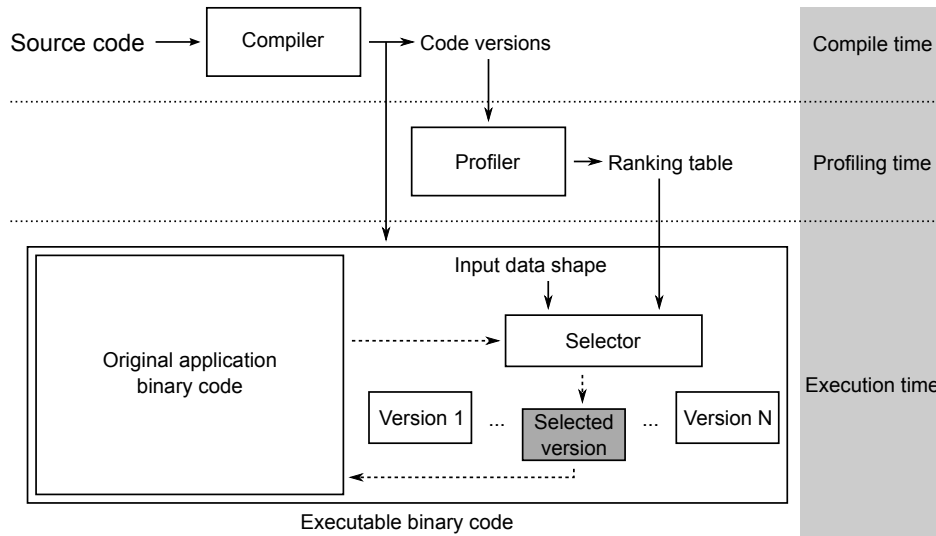 Source code
Compiler
Code versions
Compile time
Profiler
Ranking table
Profiling time
Input data shape
Selector
Original application
binary code
Execution time
Version 1
...
Selected
version
...
Version N
Executable binary code